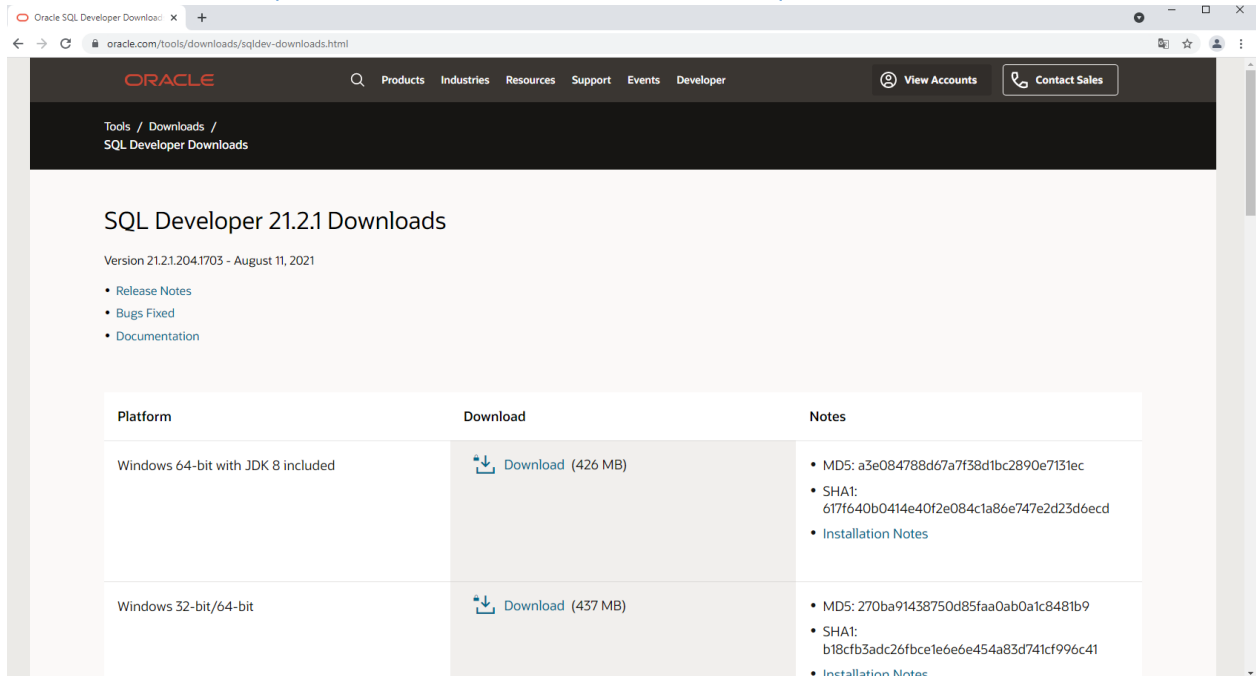 Oracle SQL Developer Download
oracle.com/tools/downloads/sqldev-downloads.html
ORACLE Products Industries Resources Support Events Developer View Accounts Contact Sales
Tools / Downloads /
SQL Developer Downloads
SQL Developer 21.2.1 Downloads
Version 21.2.1.204.1703 - August 11, 2021
• Release Notes
• Bugs Fixed
• Documentation
Platform Download Notes
Windows 64-bit with JDK 8 included Download (426 MB) • MD5: a3e084788d67a7f38d1bc2890e7131ec
• SHA1:
617f640b0414e40f2e084c1a86e747e2d23d6ecd
• Installation Notes
Windows 32-bit/64-bit Download (437 MB) • MD5: 270ba91438750d85faa0ab0a1c8481b9
• SHA1:
b18cfb3adc26fbce1e6e6e454a83d741cf996c41
• Installation Notes